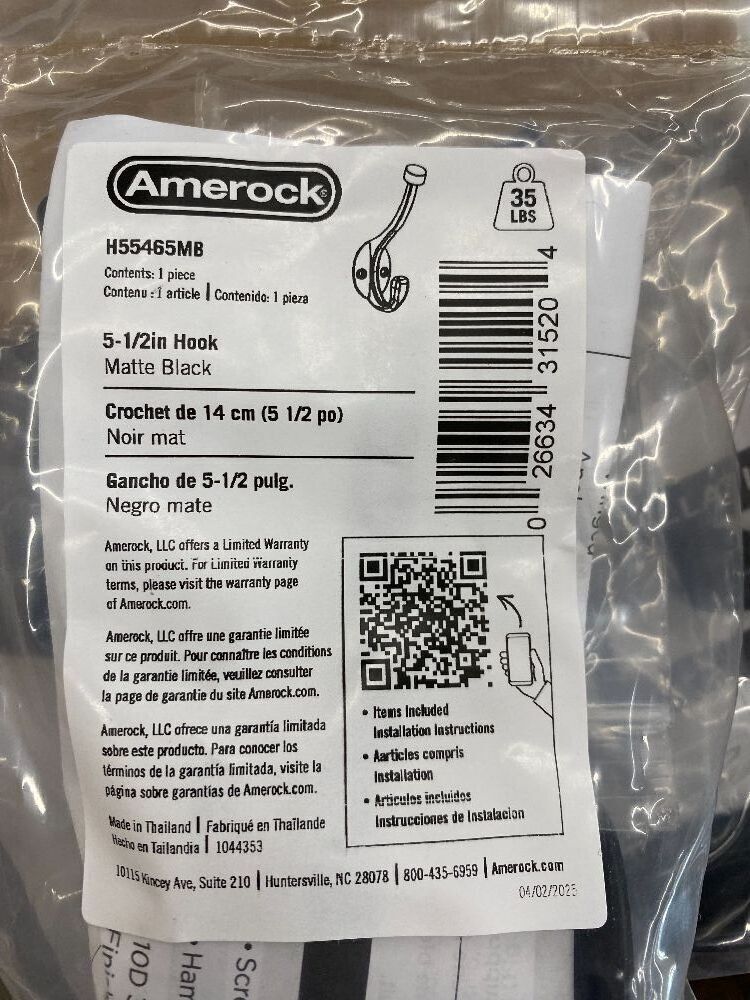 Amerock®
35
LBS
H55465MB
Contents: 1 piece
Contenu : 1 article | Contenido: 1 pieza
5-1/2in Hook
Matte Black
Crochet de 14 cm (5 1/2 po)
Noir mat
Gancho de 5-1/2 pulg.
Negro mate
0 26634 31520 4
Amerock, LLC offers a Limited Warranty
on this product. For Limited Warranty
terms, please visit the warranty page
of Amerock.com.
Amerock, LLC offre une garantie limitée
sur ce produit. Pour connaître les conditions
de la garantie limitée, veuillez consulter
la page de garantie du site Amerock.com.
Amerock, LLC ofrece una garantía limitada
sobre este producto. Para conocer los
términos de la garantía limitada, visite la
página sobre garantías de Amerock.com.
• Items Included
Installation Instructions
• Aarticles compris
Installation
• Articulos incluidos
Instrucciones de Instalacion
Made in Thailand | Fabriqué en Thaïlande
Hecho en Tailandia | 1044353
10115 Kincey Ave, Suite 210 | Huntersville, NC 28078 | 800-435-6959 | Amerock.com
04/02/2025
• Scr
• Ham
10D